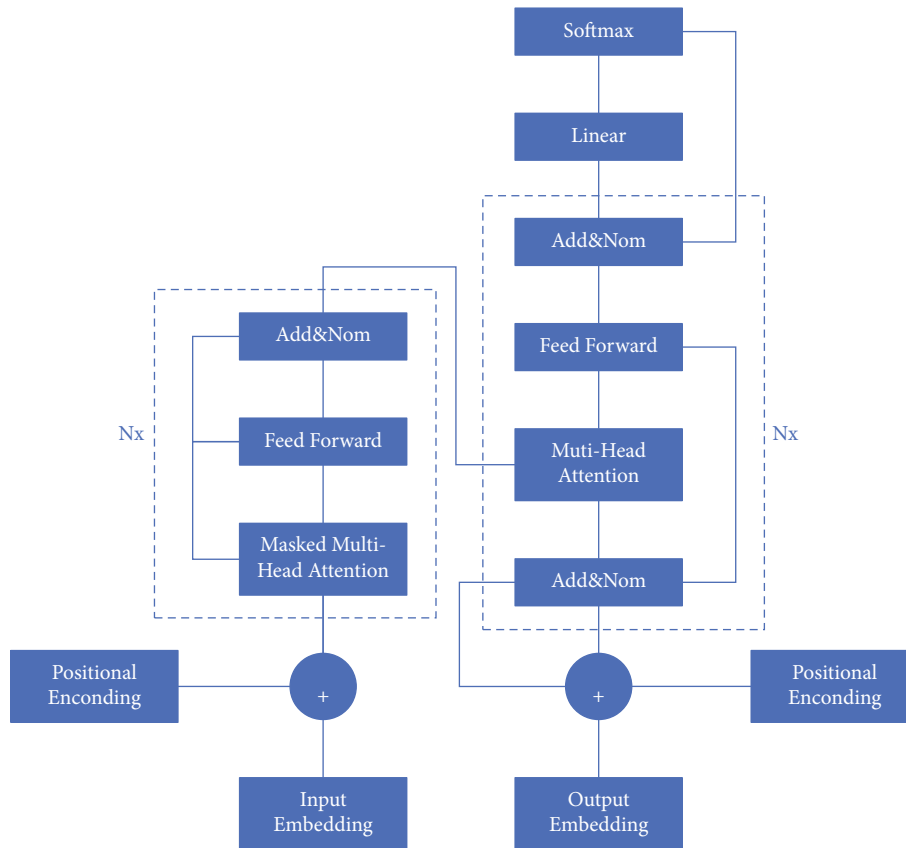 Softmax
Linear
Add&Nom
Add&Nom
Feed Forward
Nx
Feed Forward
Nx
Muti-Head
Attention
Masked Multi-
Head Attention
Add&Nom
Positional
Enconding
+
+
Positional
Enconding
Input
Embedding
Output
Embedding